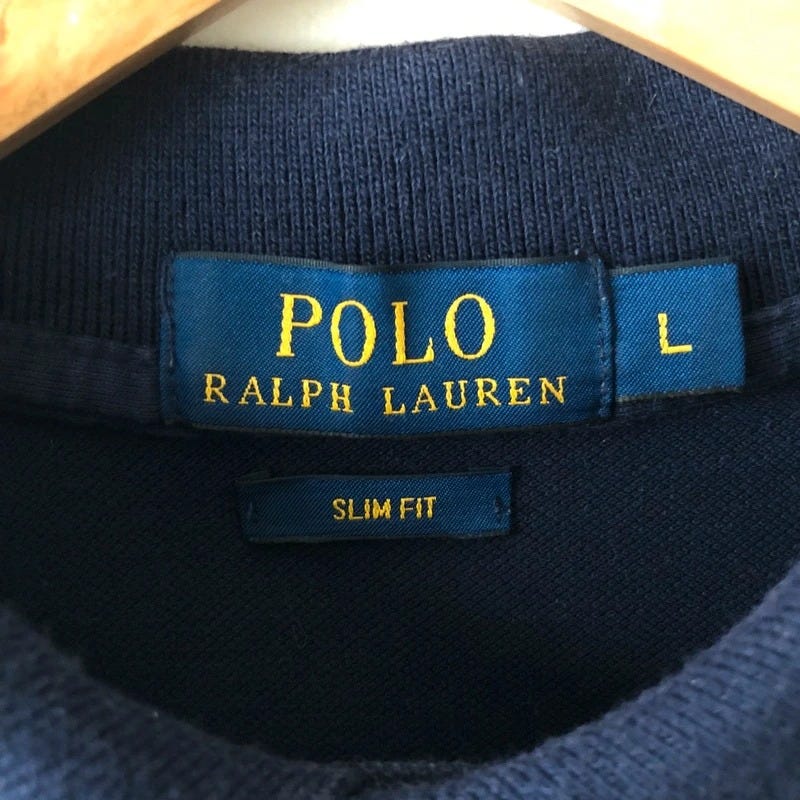 POLO
RALPH LAUREN
L
SLIM FIT